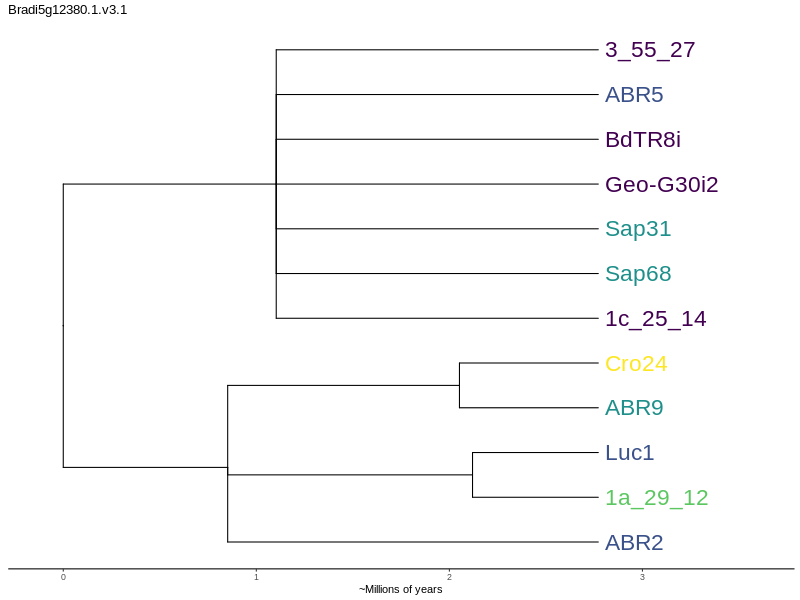 Bradi5g12380.1.v3.1
3_55_27
ABR5
BdTR8i
Geo-G30i2
Sap31
Sap68
1c_25_14
Cro24
ABR9
Luc1
1a_29_12
ABR2
0 1 2 3
~Millions of years